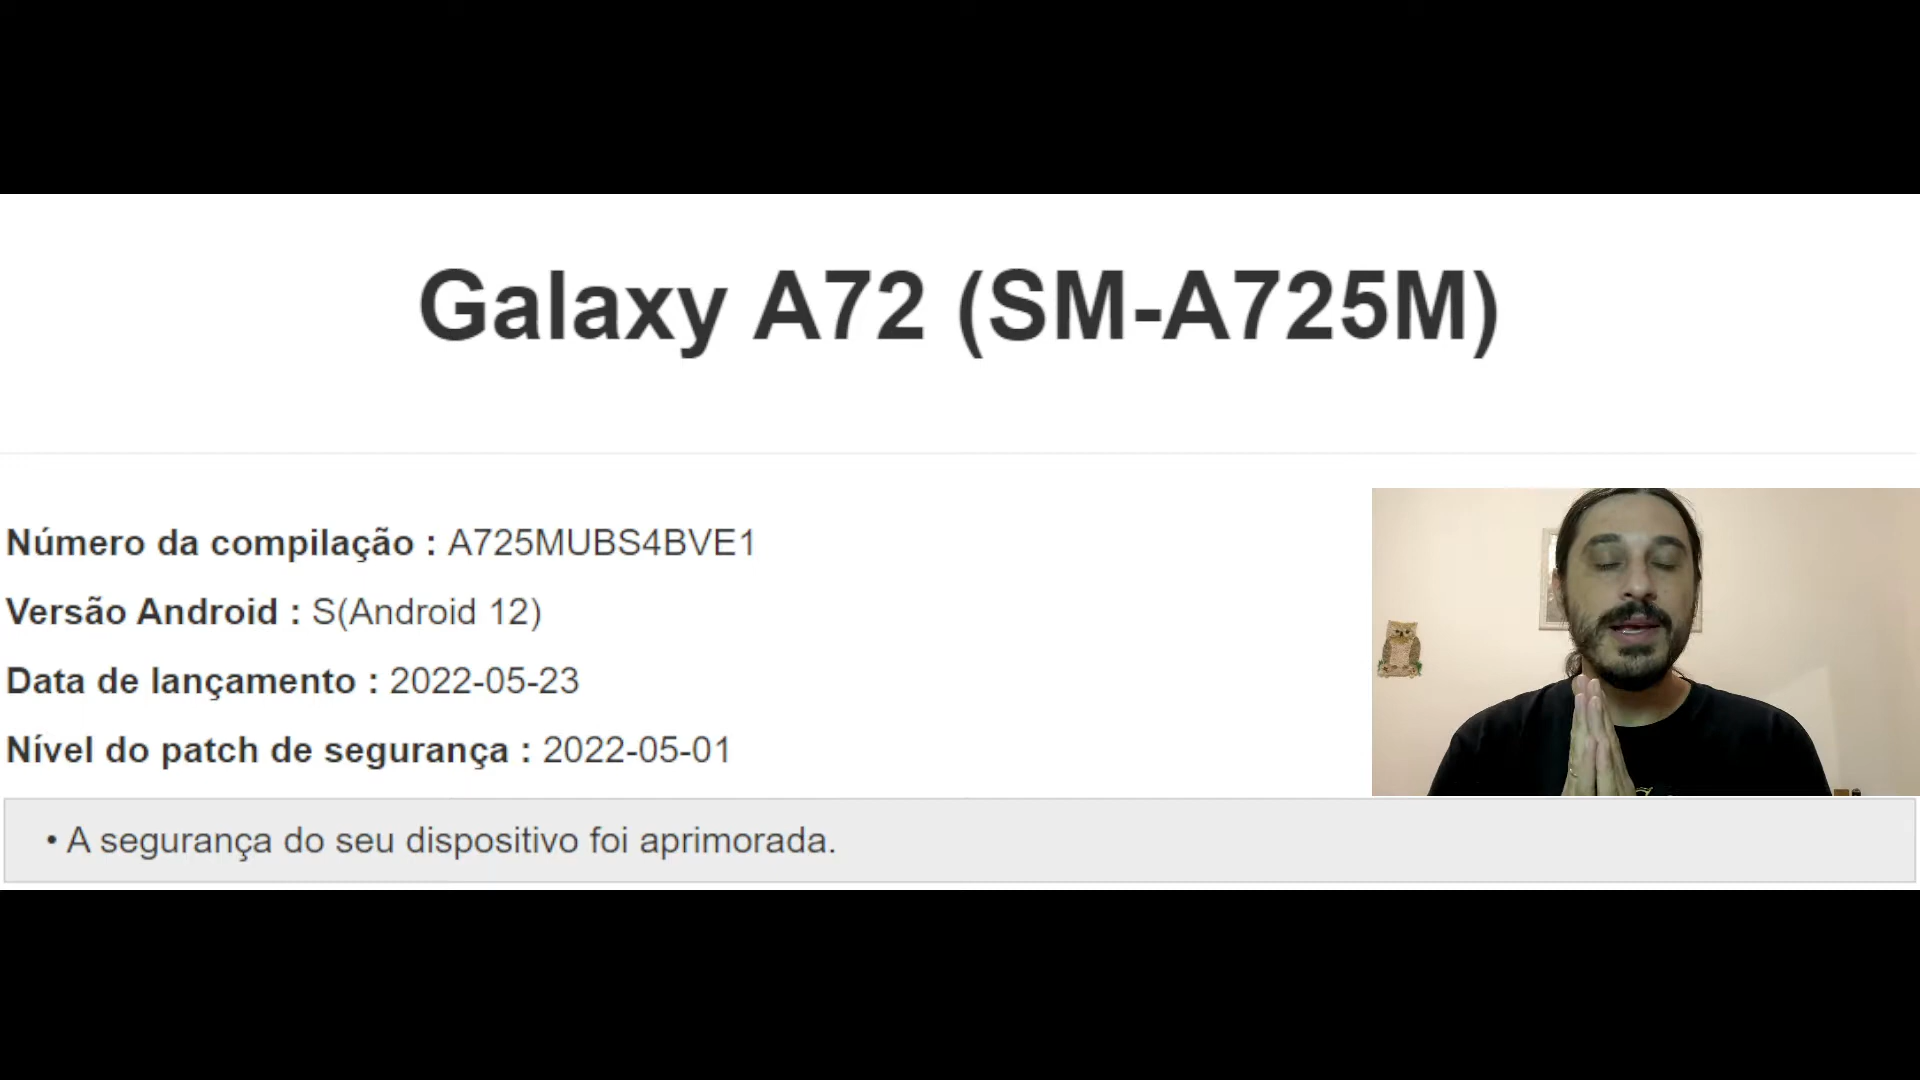 Galaxy A72 (SM-A725M)
Número da compilação : A725MUBS4BVE1
Versão Android : S(Android 12)
Data de lançamento : 2022-05-23
Nível do patch de segurança : 2022-05-01
• A segurança do seu dispositivo foi aprimorada.